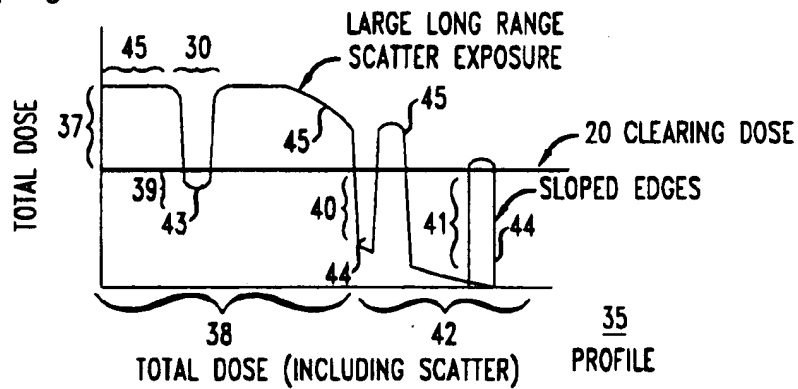 LARGE LONG RANGE
SCATTER EXPOSURE
45
30
45
20 CLEARING DOSE
37
45
TOTAL DOSE
39
43
40
41
SLOPED EDGES
44
44
38
42
35
TOTAL DOSE (INCLUDING SCATTER)
PROFILE